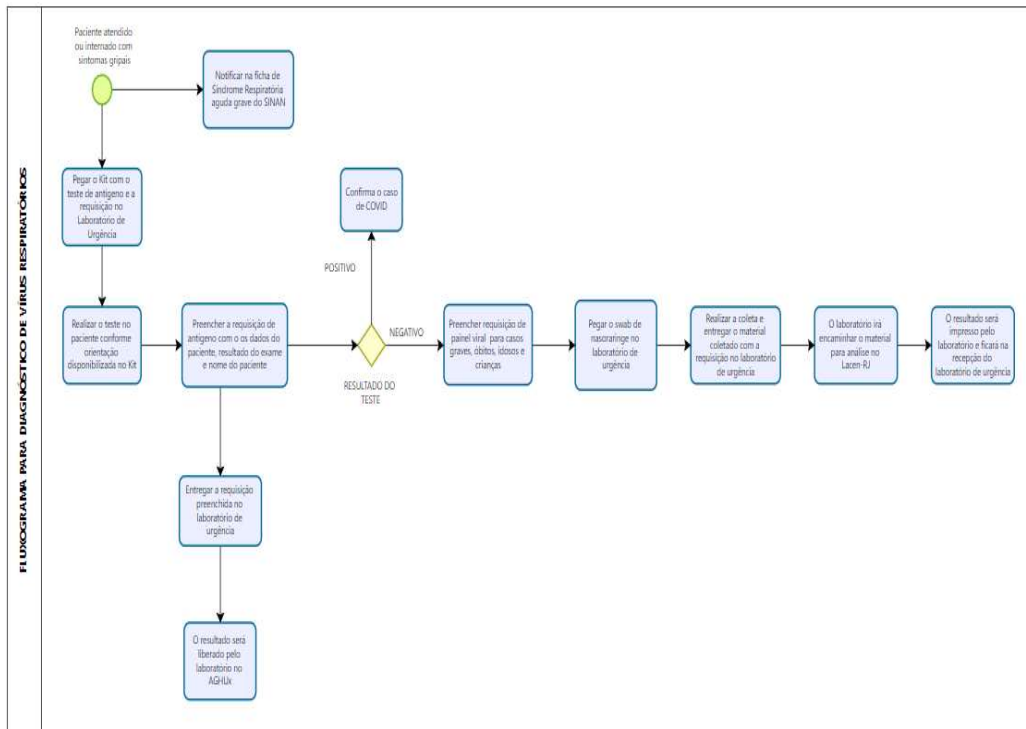 FLUXOGRAMA PARA DIAGNÓSTICO DE VÍRUS RESPIRATÓRIOS
Paciente atendido
ou internado com
sintomas gripais
Notificar na ficha de
Síndrome Respiratória
aguda grave do SINAN
Pegar o Kit com o
teste de antígeno e a
requisição no
Laboratório de
Urgência
Confirma o caso
de COVID
POSITIVO
Realizar o teste no
paciente conforme
orientação
disponibilizada no Kit
Preencher a requisição de
antígeno com o os dados do
paciente, resultado do exame
e nome do paciente
NEGATIVO
RESULTADO DO
TESTE
Preencher requisição de
painel viral para casos
graves, óbitos, idosos e
crianças
Pegar o swab de
nasoraringe no
laboratório de
urgência
Realizar a coleta e
entregar o material
coletado com a
requisição no laboratório
de urgência
O laboratório irá
encaminhar o material
para análise no
Lacen-RJ
O resultado será
impresso pelo
laboratório e ficará na
recepção do
laboratório de urgência
Entregar a requisição
preenchida no
laboratório de
urgência
O resultado será
liberado pelo
laboratório no
AGHUx